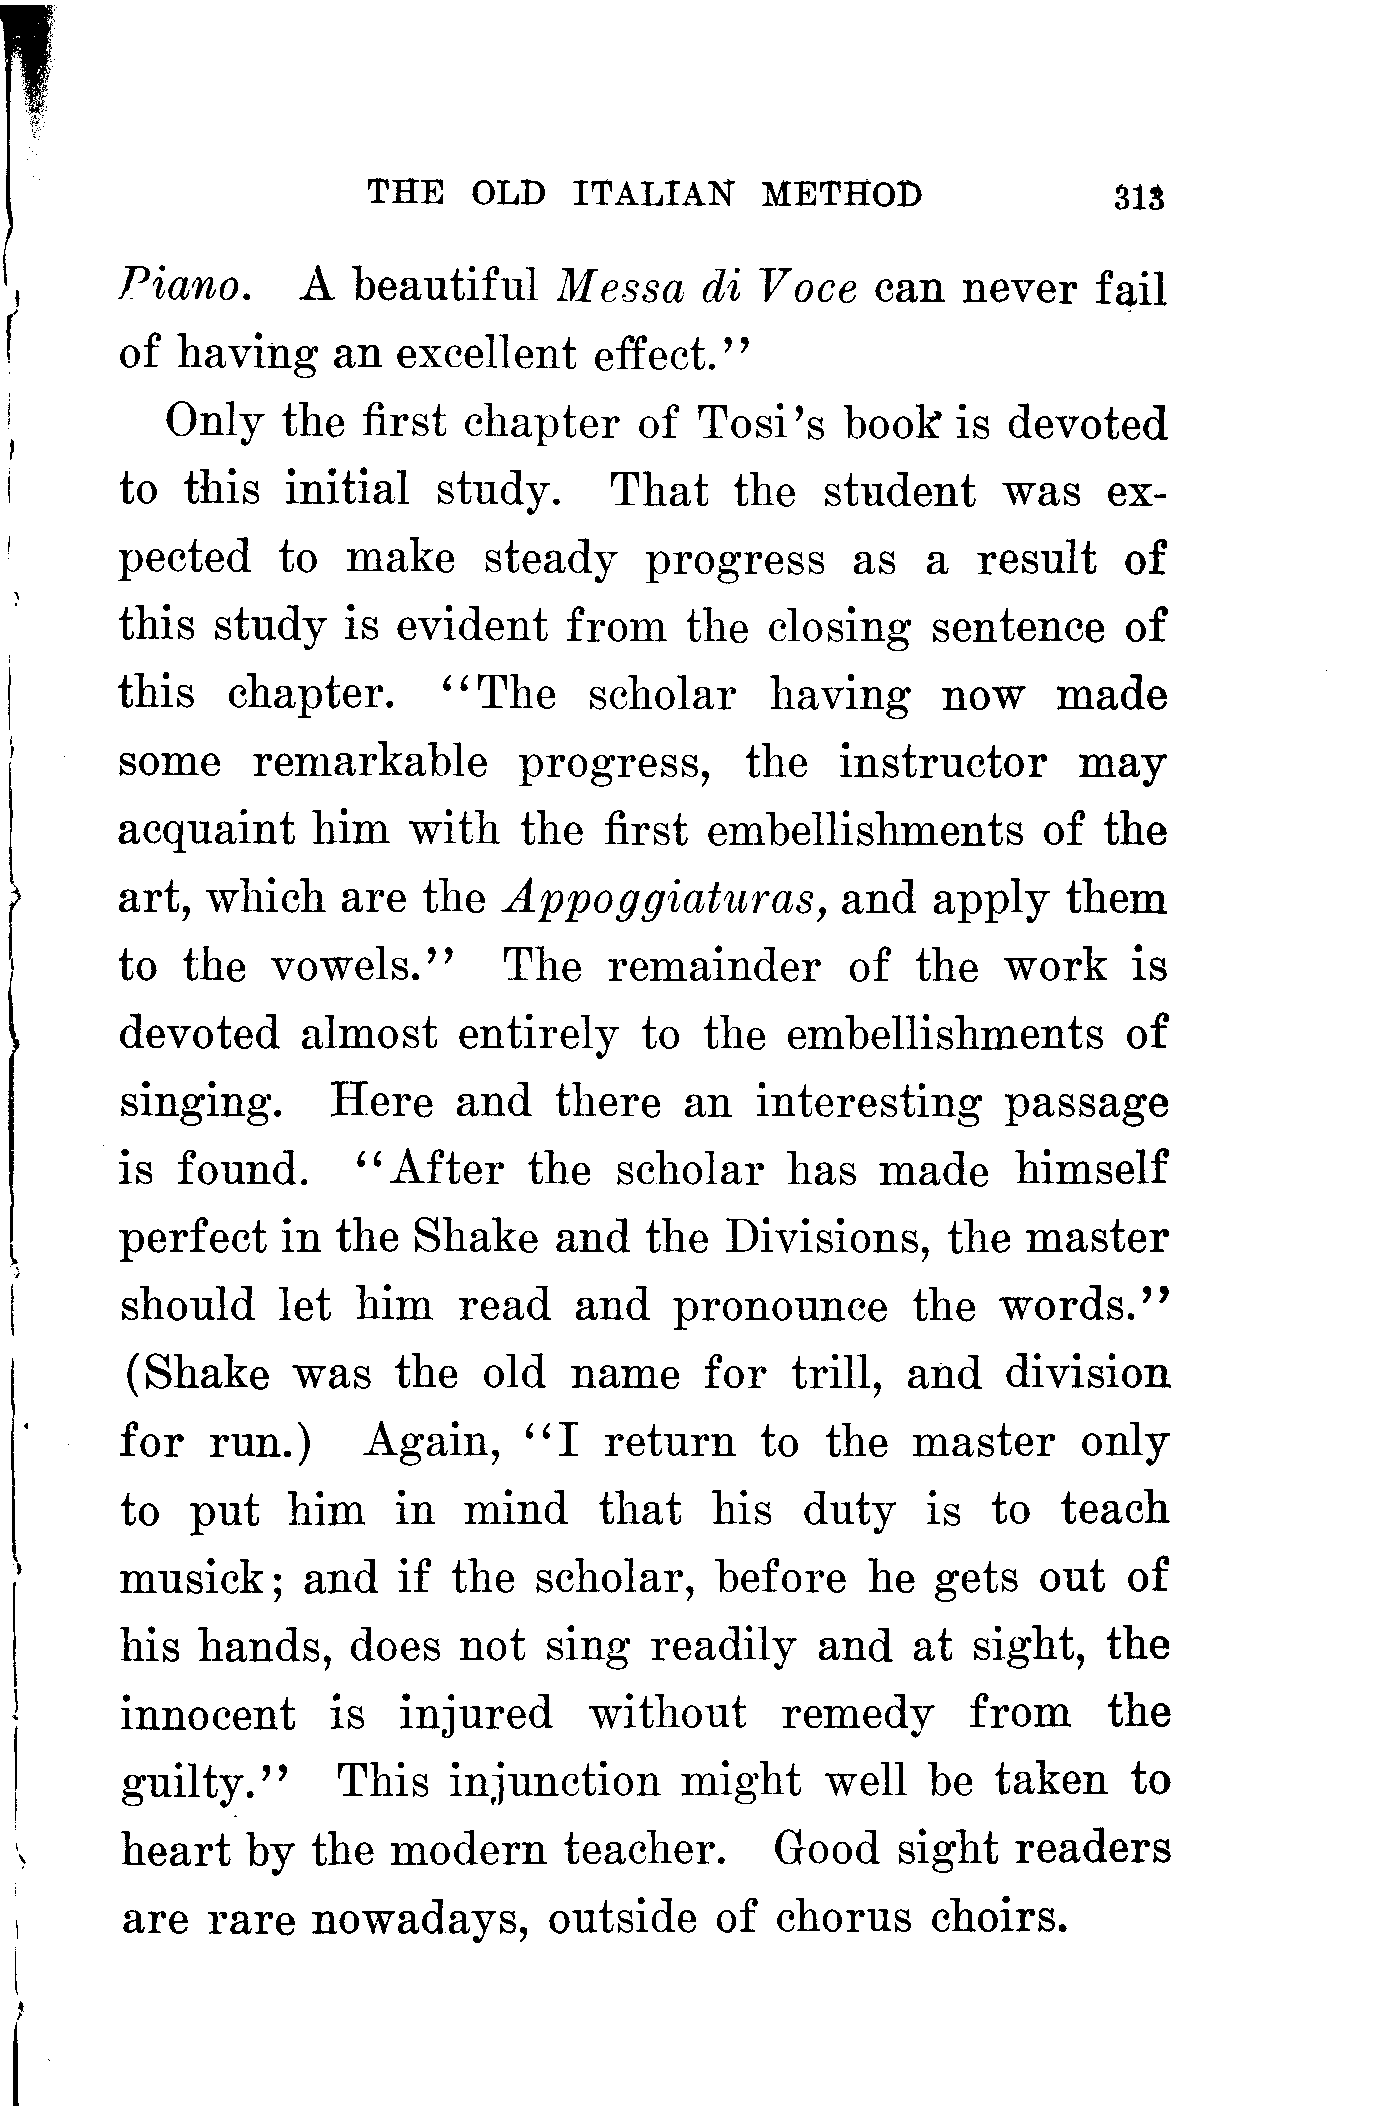 THE OLD ITALIAN METHOD 313
Piano. A beautiful Messa di Voce can never fail
of having an excellent effect."
Only the first chapter of Tosi's book is devoted
to this initial study. That the student was ex-
pected to make steady progress as a result of
this study is evident from the closing sentence of
this chapter. "The scholar having now made
some remarkable progress, the instructor may
acquaint him with the first embellishments of the
art, which are the Appoggiaturas, and apply them
to the vowels." The remainder of the work is
devoted almost entirely to the embellishments of
singing. Here and there an interesting passage
is found. "After the scholar has made himself
perfect in the Shake and the Divisions, the master
should let him read and pronounce the words."
(Shake was the old name for trill, and division
for run.) Again, "I return to the master only
to put him in mind that his duty is to teach
musick; and if the scholar, before he gets out of
his hands, does not sing readily and at sight, the
innocent is injured without remedy from the
guilty." This injunction might well be taken to
heart by the modern teacher. Good sight readers
are rare nowadays, outside of chorus choirs.